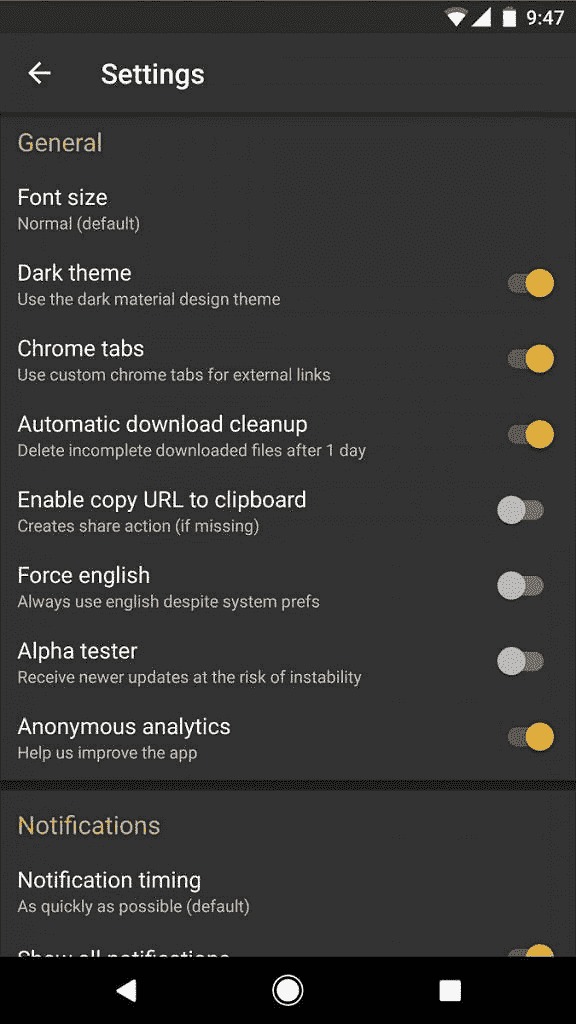 9:47
Settings
General
Font size
Normal (default)
Dark theme
Use the dark material design theme
Chrome tabs
Use custom chrome tabs for external links
Automatic download cleanup
Delete incomplete downloaded files after 1 day
Enable copy URL to clipboard
Creates share action (if missing)
Force english
Always use english despite system prefs
Alpha tester
Receive newer updates at the risk of instability
Anonymous analytics
Help us improve the app
Notifications
Notification timing
As quickly as possible (default)
Show all notifications